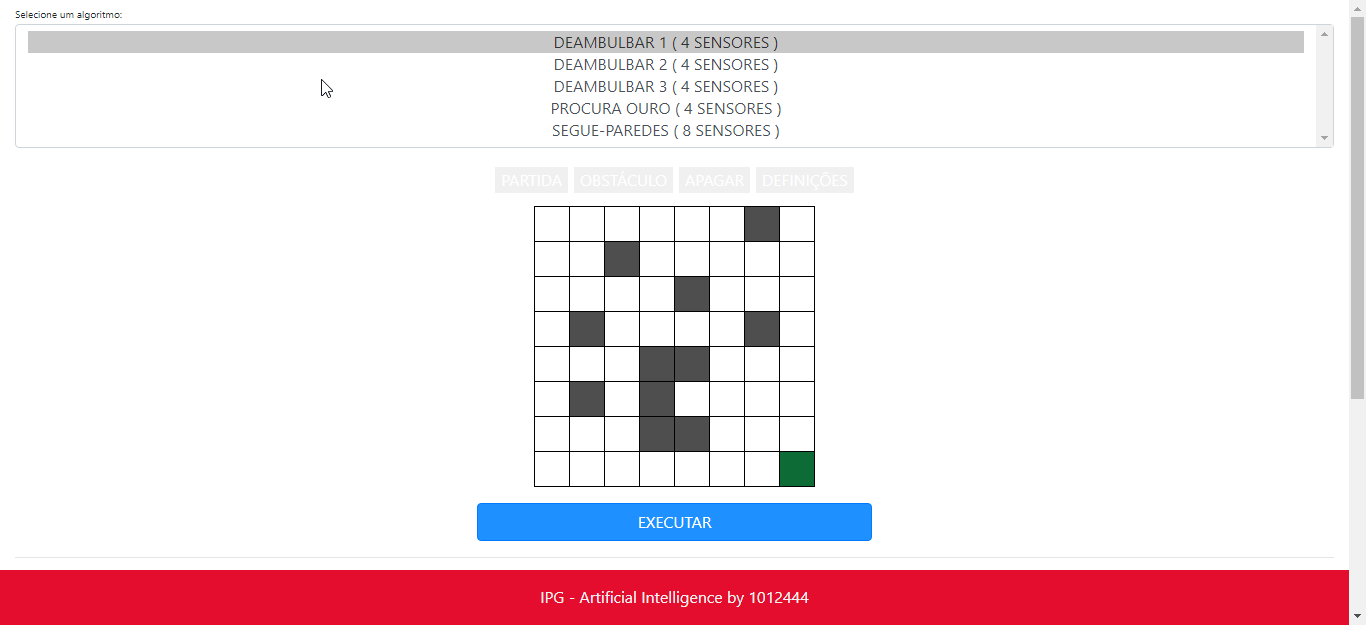 Selecione um algoritmo:
DEAMBULBAR 1 ( 4 SENSORES )
DEAMBULBAR 2 ( 4 SENSORES )
DEAMBULBAR 3 ( 4 SENSORES )
PROCURA OURO ( 4 SENSORES )
SEGUE-PAREDES ( 8 SENSORES )
PARTIDA OBSTÁCULO APAGAR DEFINIÇÕES
EXECUTAR
IPG - Artificial Intelligence by 1012444